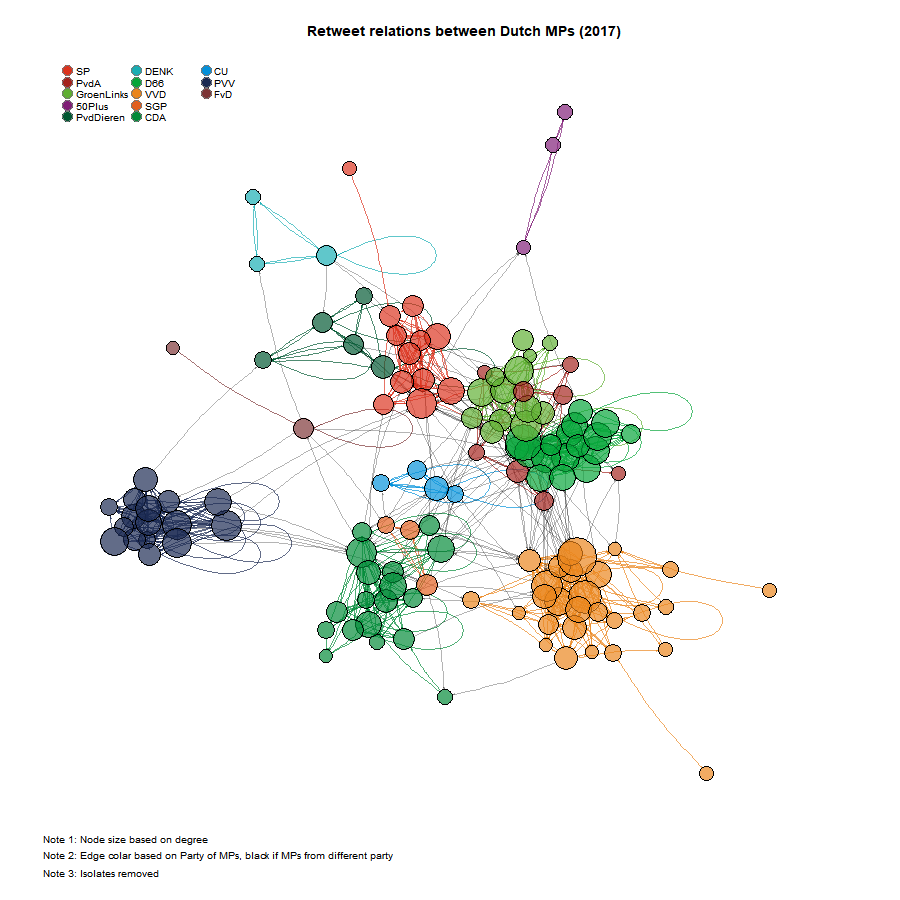 Retweet relations between Dutch MPs (2017)
SP DENK CU
PvdA D66 PVV
GroenLinks VVD FvD
50Plus SGP
PvdDieren CDA
Note 1: Node size based on degree
Note 2: Edge colar based on Party of MPs, black if MPs from different party
Note 3: Isolates removed